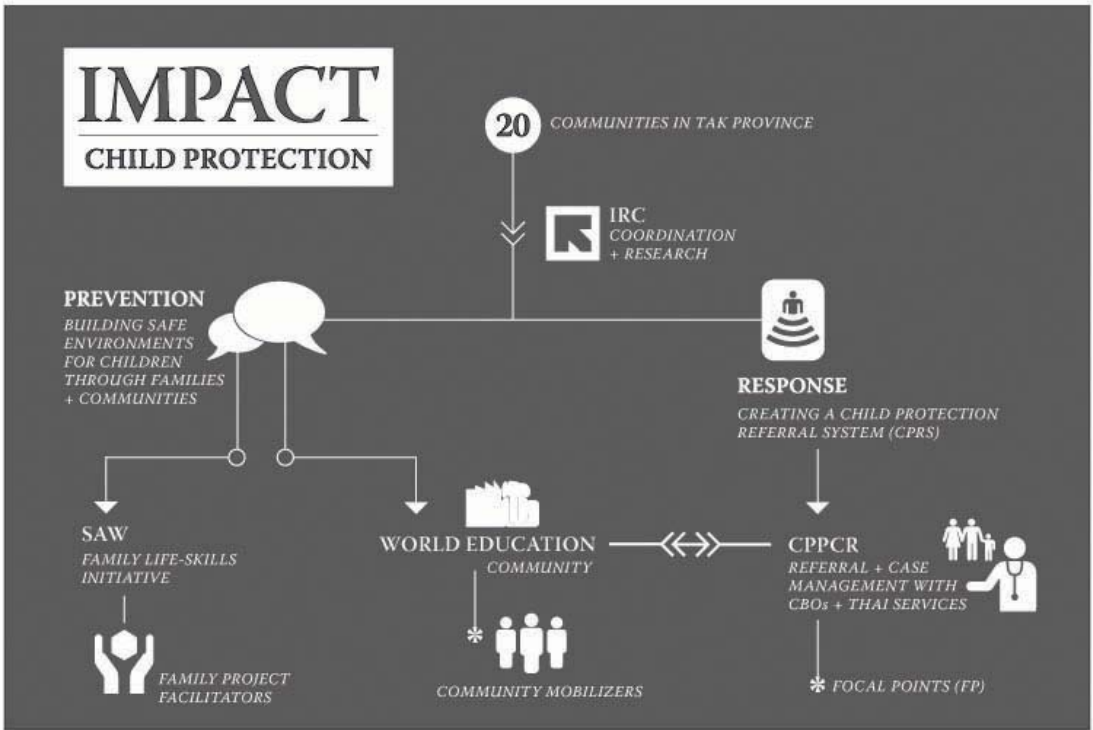 IMPACT
CHILD PROTECTION
20
COMMUNITIES IN TAK PROVINCE
IRC
COORDINATION
+ RESEARCH
PREVENTION
BUILDING SAFE
ENVIRONMENTS
FOR CHILDREN
THROUGH FAMILIES
+ COMMUNITIES
RESPONSE
CREATING A CHILD PROTECTION
REFERRAL SYSTEM (CPRS)
SAW
FAMILY LIFE-SKILLS
INITIATIVE
FAMILY PROJECT
FACILITATORS
WORLD EDUCATION
COMMUNITY
* COMMUNITY MOBILIZERS
CPPCR
REFERRAL + CASE
MANAGEMENT WITH
CBOs + THAI SERVICES
* FOCAL POINTS (FP)